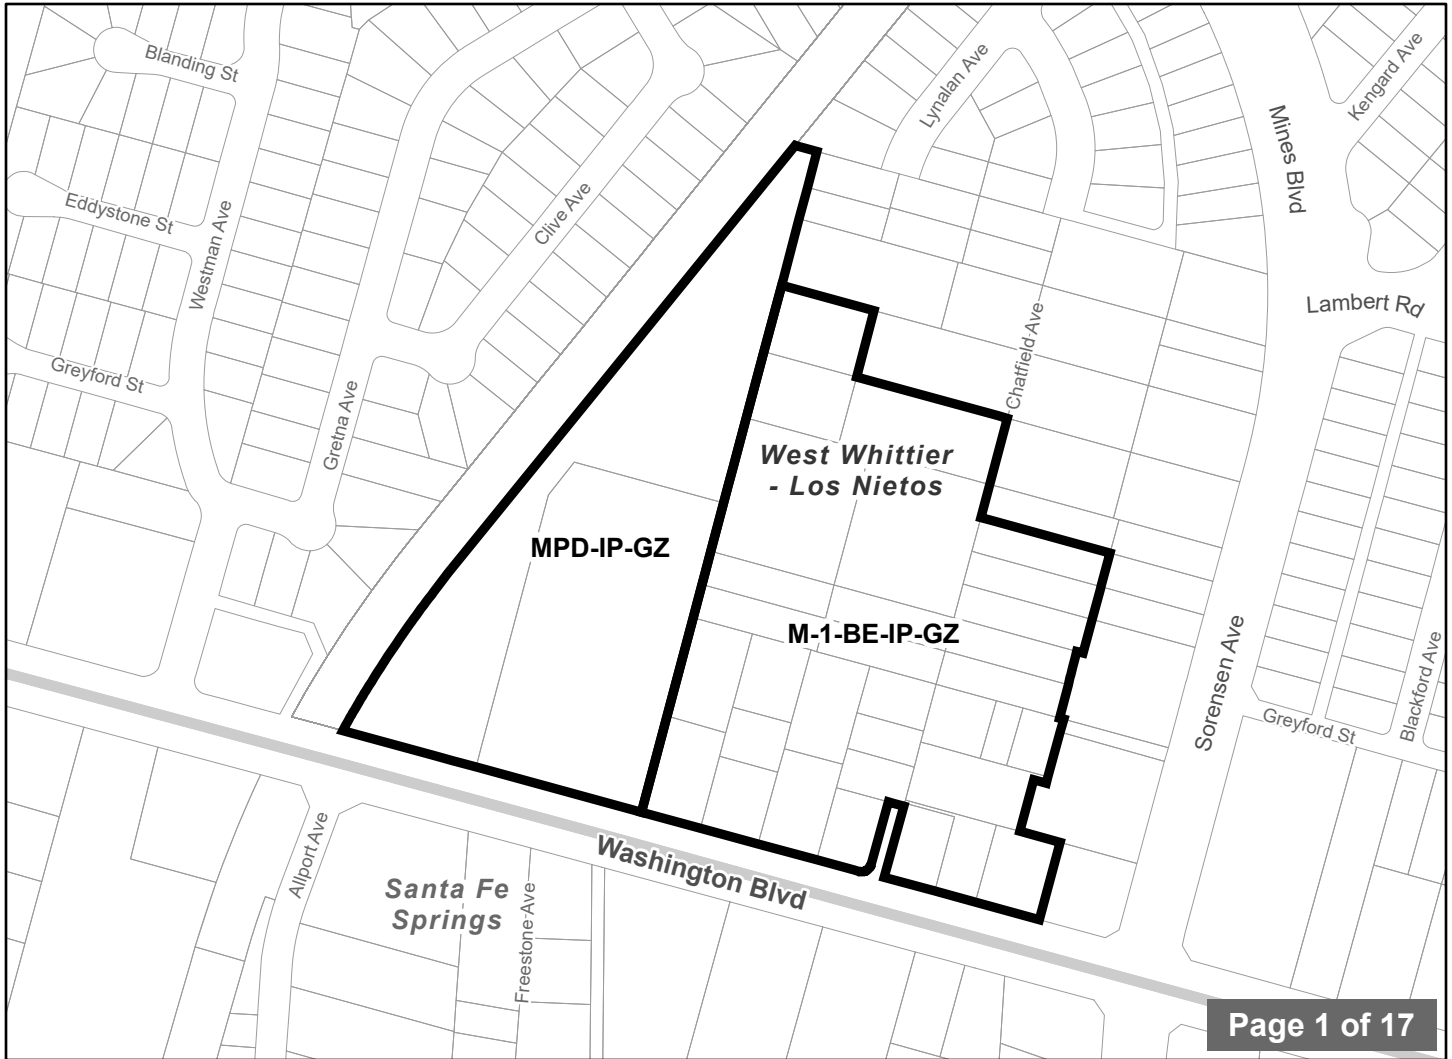 Blanding St
Lynalan Ave
Kengard Ave
Mines Blvd
Eddystone St
Westman Ave
Clive Ave
Lambert Rd
Chatfield Ave
Greyford St
Gretna Ave
West Whittier
- Los Nietos
MPD-IP-GZ
M-1-BE-IP-GZ
Sorensen Ave
Blackford Ave
Greyford St
Allport Ave
Washington Blvd
Santa Fe
Springs
Freestone Ave
Page 1 of 17